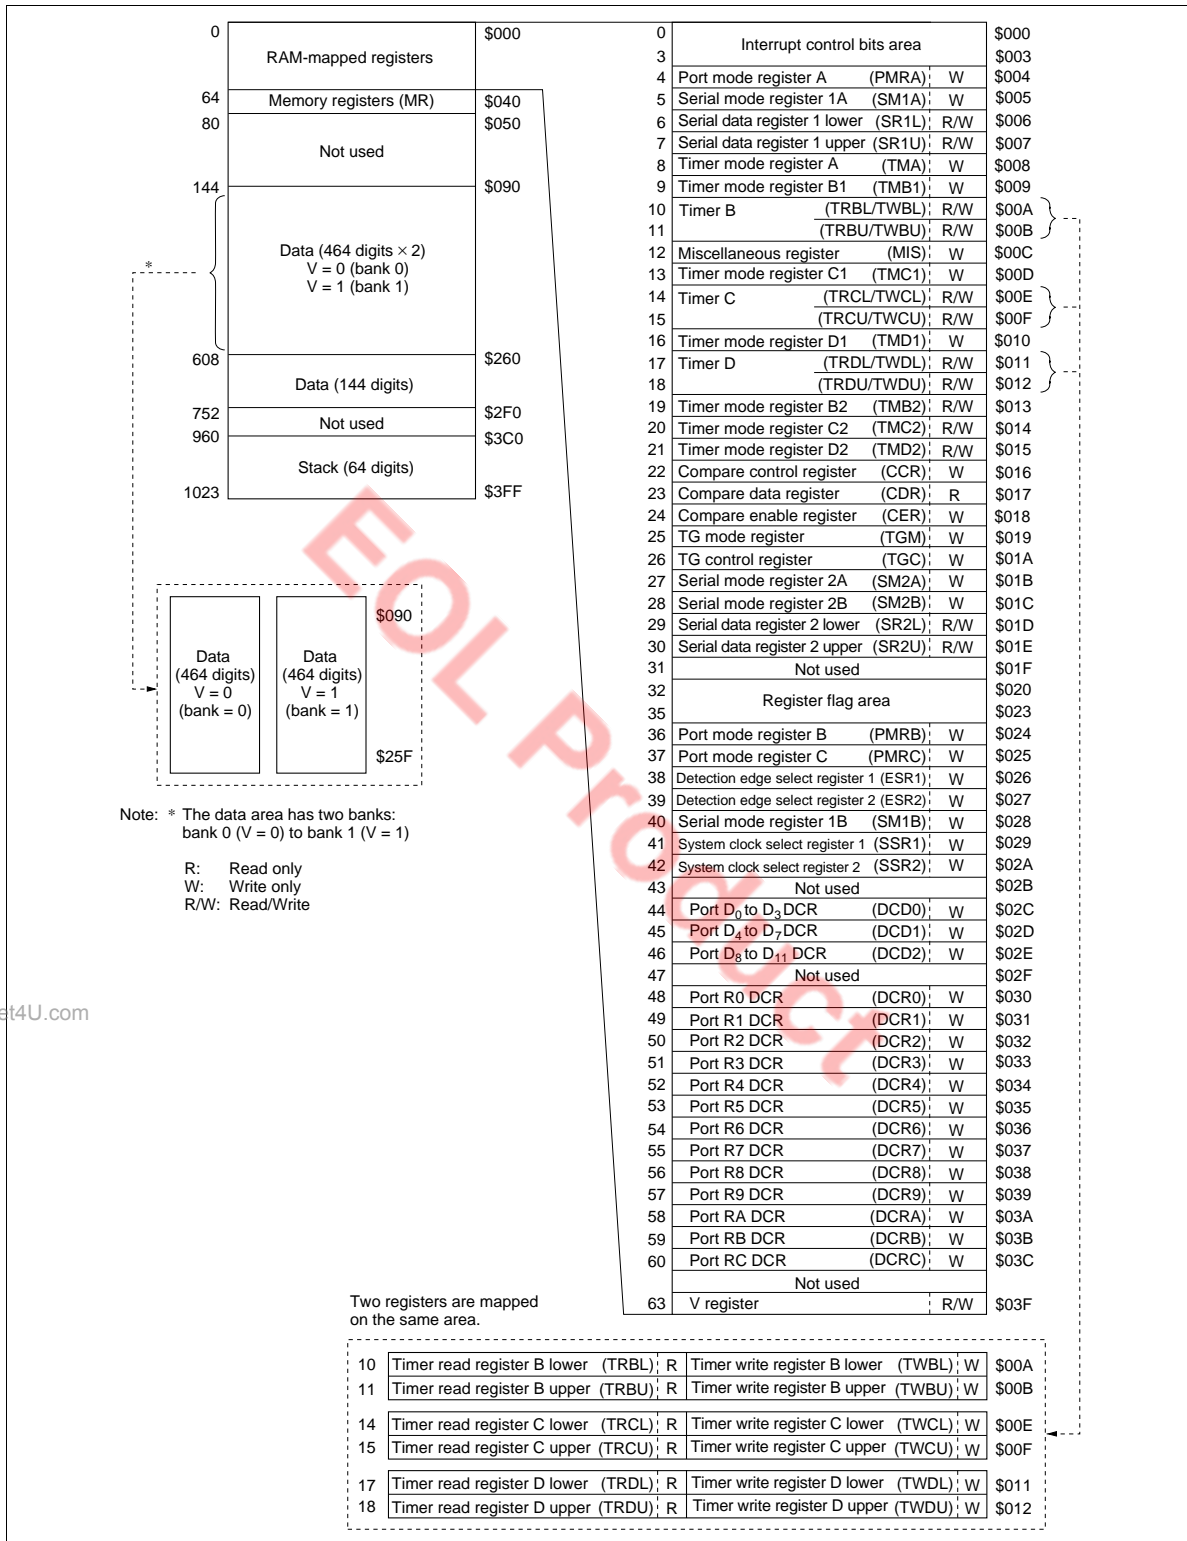 0 RAM-mapped registers $000
64 Memory registers (MR) $040
80 Not used $050
144 $090
Data (464 digits × 2)
V = 0 (bank 0)
V = 1 (bank 1)
*
608 $260
Data (144 digits)
752 $2F0
Not used
960 $3C0
Stack (64 digits)
1023 $3FF
$090
Data
(464 digits)
V = 0
(bank = 0)
Data
(464 digits)
V = 1
(bank = 1)
$25F
Note: * The data area has two banks:
bank 0 (V = 0) to bank 1 (V = 1)
R: Read only
W: Write only
R/W: Read/Write
et4U.com
0 $000
Interrupt control bits area
3 $003
4 Port mode register A (PMRA) W $004
5 Serial mode register 1A (SM1A) W $005
6 Serial data register 1 lower (SR1L) R/W $006
7 Serial data register 1 upper (SR1U) R/W $007
8 Timer mode register A (TMA) W $008
9 Timer mode register B1 (TMB1) W $009
10 Timer B (TRBL/TWBL) R/W $00A
11 (TRBU/TWBU) R/W $00B
12 Miscellaneous register (MIS) W $00C
13 Timer mode register C1 (TMC1) W $00D
14 Timer C (TRCL/TWCL) R/W $00E
15 (TRCU/TWCU) R/W $00F
16 Timer mode register D1 (TMD1) W $010
17 Timer D (TRDL/TWDL) R/W $011
18 (TRDU/TWDU) R/W $012
19 Timer mode register B2 (TMB2) R/W $013
20 Timer mode register C2 (TMC2) R/W $014
21 Timer mode register D2 (TMD2) R/W $015
22 Compare control register (CCR) W $016
23 Compare data register (CDR) R $017
24 Compare enable register (CER) W $018
25 TG mode register (TGM) W $019
26 TG control register (TGC) W $01A
27 Serial mode register 2A (SM2A) W $01B
28 Serial mode register 2B (SM2B) W $01C
29 Serial data register 2 lower (SR2L) R/W $01D
30 Serial data register 2 upper (SR2U) R/W $01E
31 Not used $01F
32 $020
Register flag area
35 $023
36 Port mode register B (PMRB) W $024
37 Port mode register C (PMRC) W $025
38 Detection edge select register 1 (ESR1) W $026
39 Detection edge select register 2 (ESR2) W $027
40 Serial mode register 1B (SM1B) W $028
41 System clock select register 1 (SSR1) W $029
42 System clock select register 2 (SSR2) W $02A
43 Not used $02B
44 Port D0 to D3 DCR (DCD0) W $02C
45 Port D4 to D7 DCR (DCD1) W $02D
46 Port D8 to D11 DCR (DCD2) W $02E
47 Not used $02F
48 Port R0 DCR (DCR0) W $030
49 Port R1 DCR (DCR1) W $031
50 Port R2 DCR (DCR2) W $032
51 Port R3 DCR (DCR3) W $033
52 Port R4 DCR (DCR4) W $034
53 Port R5 DCR (DCR5) W $035
54 Port R6 DCR (DCR6) W $036
55 Port R7 DCR (DCR7) W $037
56 Port R8 DCR (DCR8) W $038
57 Port R9 DCR (DCR9) W $039
58 Port RA DCR (DCRA) W $03A
59 Port RB DCR (DCRB) W $03B
60 Port RC DCR (DCRC) W $03C
Not used
63 V register R/W $03F
EOL Product
Two registers are mapped
on the same area.
10 Timer read register B lower (TRBL) R Timer write register B lower (TWBL) W $00A
11 Timer read register B upper (TRBU) R Timer write register B upper (TWBU) W $00B
14 Timer read register C lower (TRCL) R Timer write register C lower (TWCL) W $00E
15 Timer read register C upper (TRCU) R Timer write register C upper (TWCU) W $00F
17 Timer read register D lower (TRDL) R Timer write register D lower (TWDL) W $011
18 Timer read register D upper (TRDU) R Timer write register D upper (TWDU) W $012